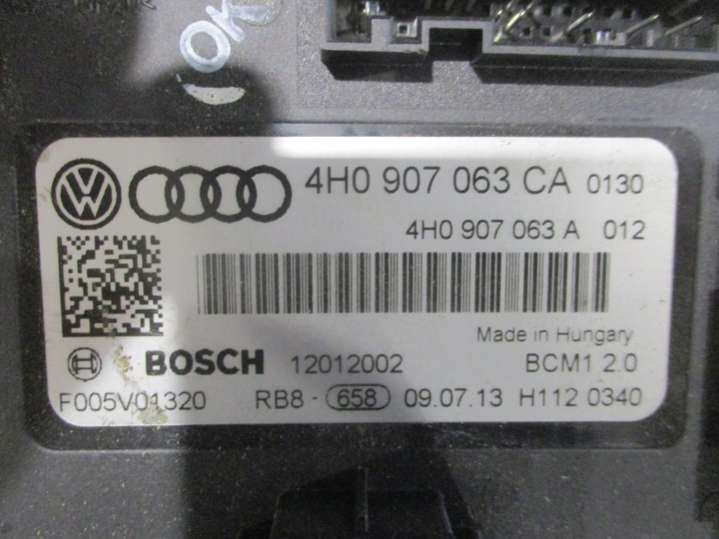 OK
4H0 907 063 CA 0130
4H0 907 063 A 012
Made in Hungary
BOSCH 12012002 BCM1 2.0
F005V01320 RB8 - 658 09.07.13 H112 0340